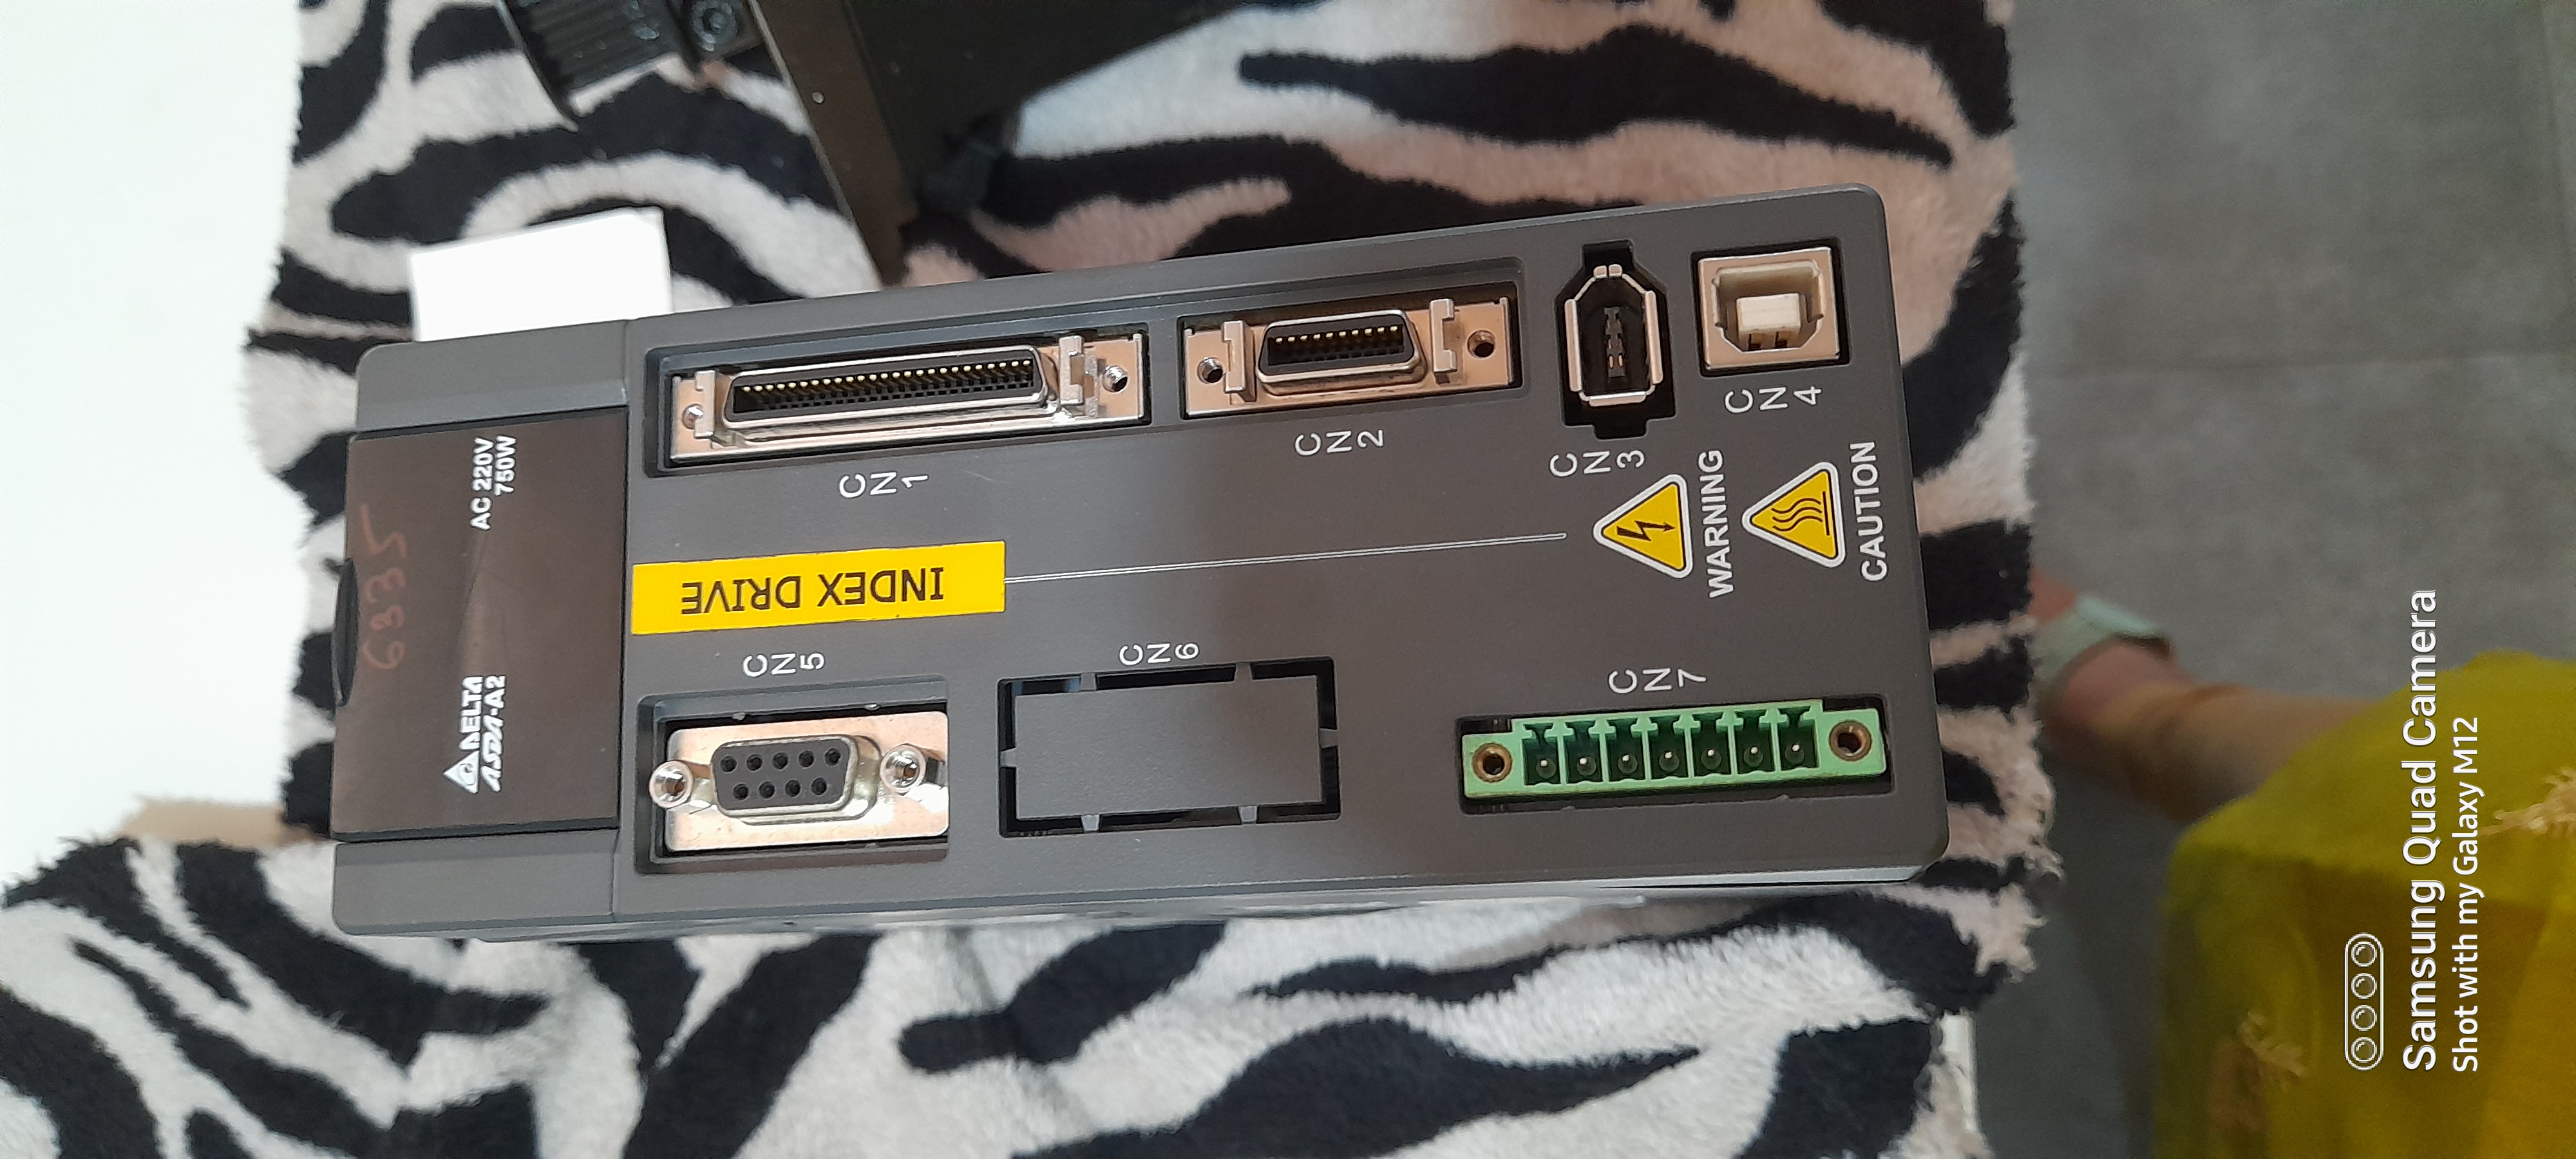 6335
DELTA
ASDA-A2
AC 220V
750W
CN5
INDEX DRIVE
CN1
CN6
CN2
CN7
CN3
WARNING
CN4
CAUTION
Samsung Quad Camera
Shot with my Galaxy M12